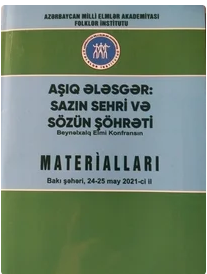 AZƏRBAYCAN MİLLİ ELMLƏR AKADEMİYASI
FOLKLOR İNSTİTUTU
AŞIQ ƏLƏSGƏR:
SAZIN SEHRİ VƏ
SÖZÜN ŞÖHRƏTİ
Beynəlxalq Elmi Konfransın
MATERİALLARI
Bakı şəhəri, 24-25 may 2021-ci il